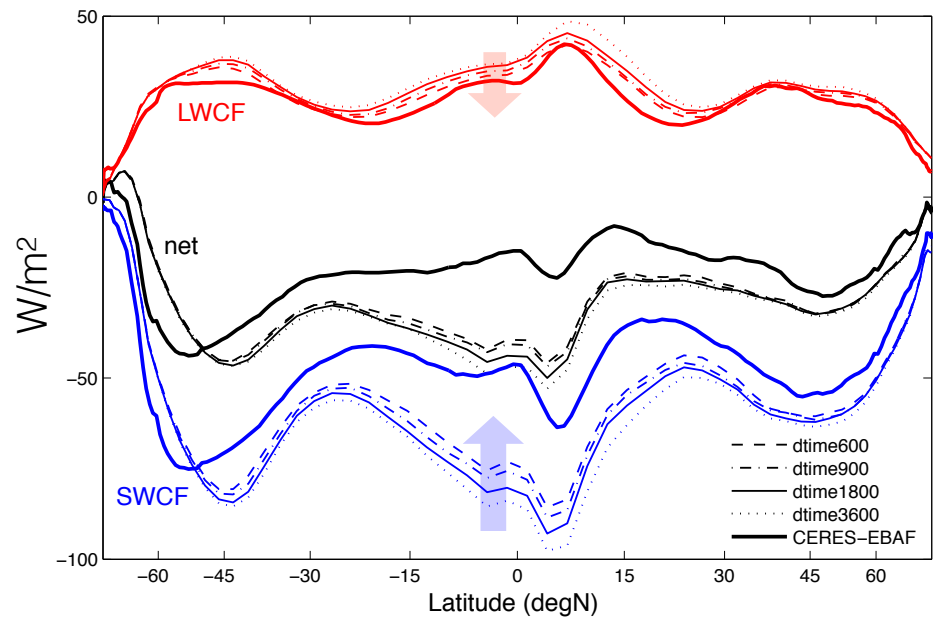 50
0
−50
−100
W/m²
LWCF
net
SWCF
dtime600
dtime900
dtime1800
dtime3600
CERES−EBAF
−60 −45 −30 −15 0 15 30 45 60
Latitude (degN)